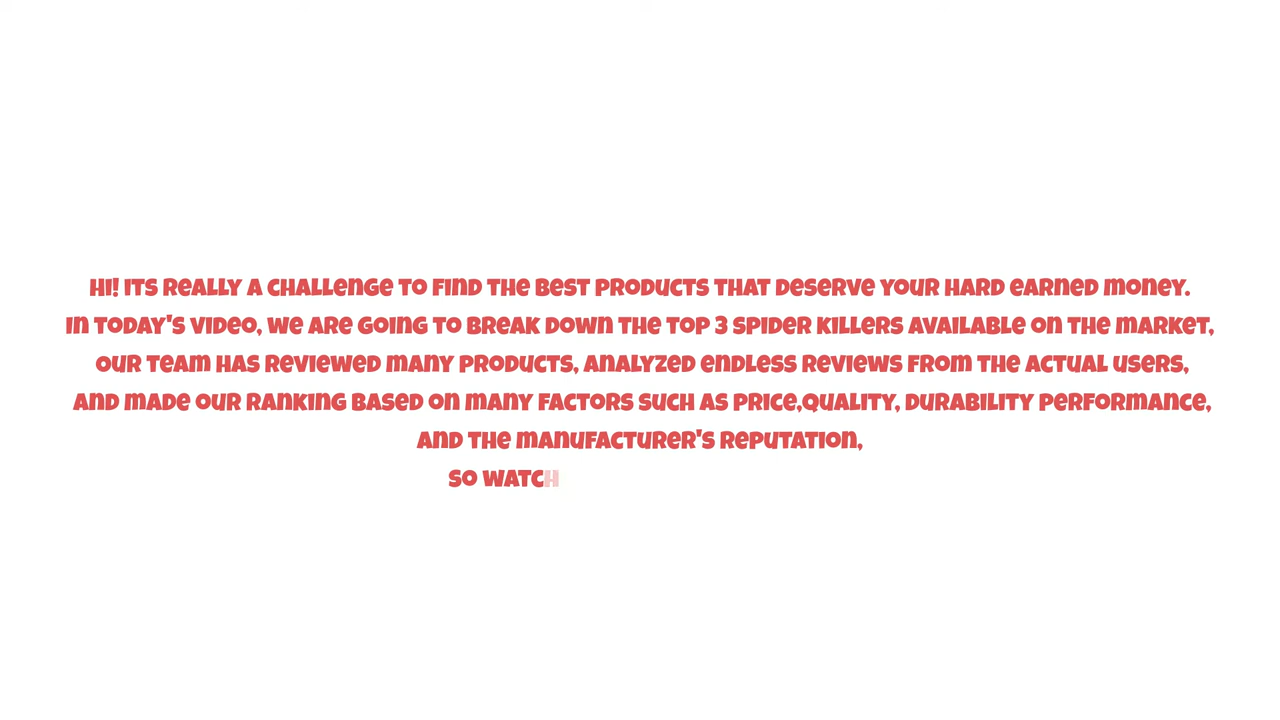 Hi! Its really a challenge to find the best products that deserve your hard earned money.
In today's video, we are going to break down the top 3 spider killers available on the market,
our team has reviewed many products, analyzed endless reviews from the actual users,
and made our ranking based on many factors such as price,quality, durability performance,
and the manufacturer's reputation,
so watch